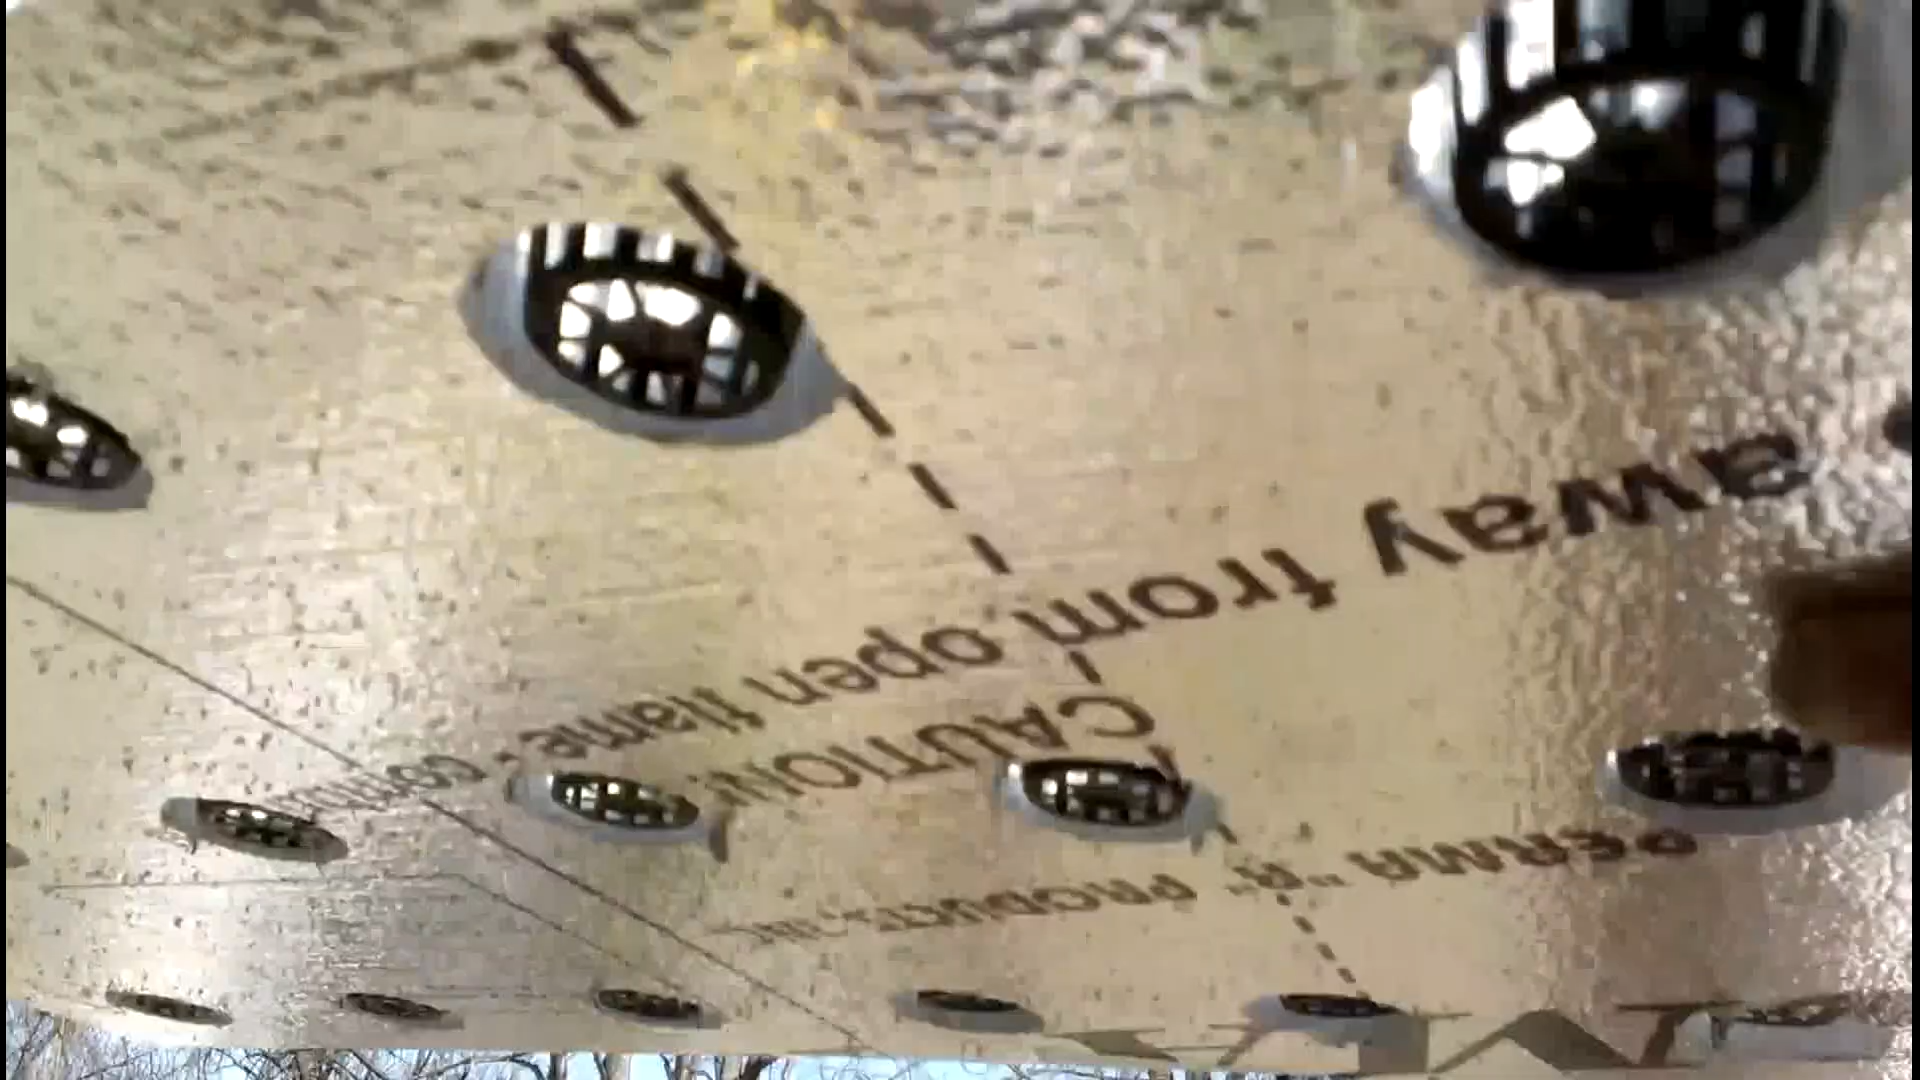 PERMA "R" PRODUCTS, INC.
CAUTION:
away from open flame.